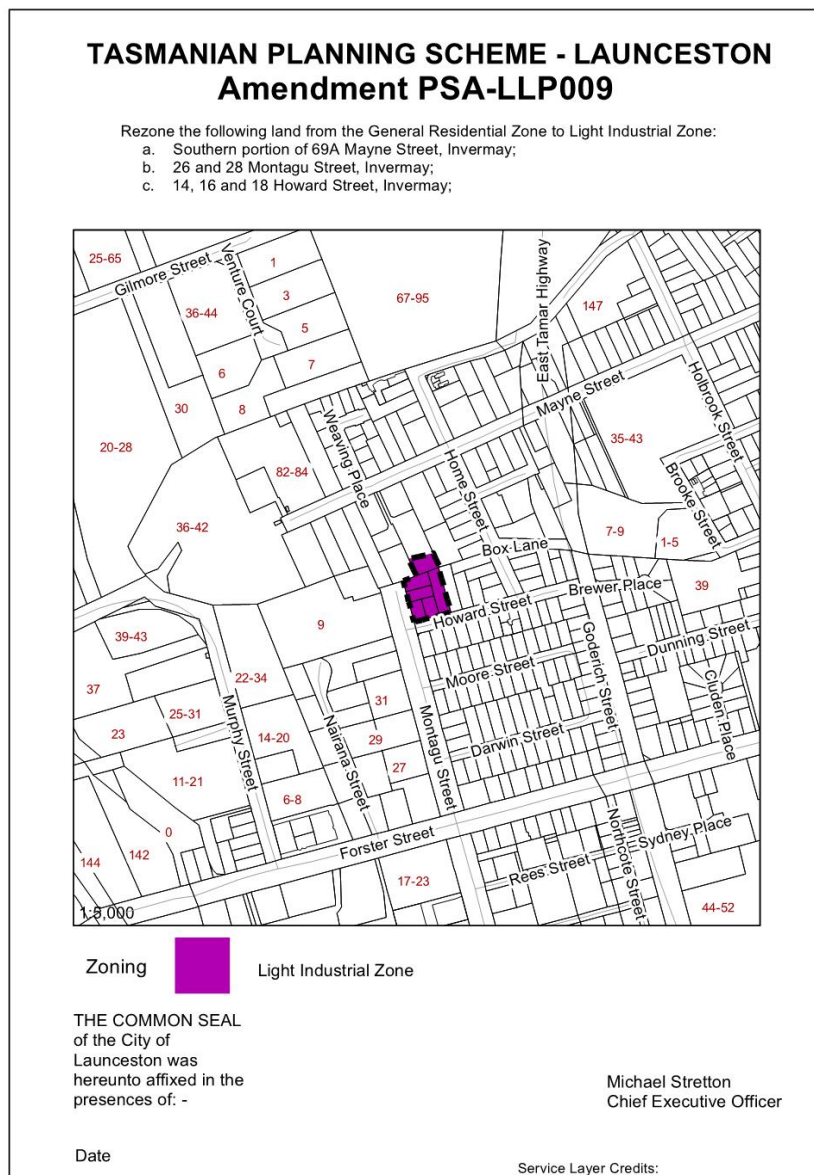 TASMANIAN PLANNING SCHEME - LAUNCESTON
Amendment PSA-LLP009
Rezone the following land from the General Residential Zone to Light Industrial Zone:
a. Southern portion of 69A Mayne Street, Invermay;
b. 26 and 28 Montagu Street, Invermay;
c. 14, 16 and 18 Howard Street, Invermay;
25-65
Gilmore Street
Venture Court
1
3
5
7
36-44
6
8
30
20-28
67-95
East Tamar Highway
147
Mayne Street
Holbrook Street
35-43
Brooke Street
Weaving Place
Home Street
82-84
36-42
7-9
1-5
Box Lane
Brewer Place
39
Howard Street
9
39-43
Dunning Street
Goderich Street
Cluden Place
Moore Street
22-34
37
25-31
23
Murphy Street
14-20
Nairana Street
31
29
27
Montagu Street
Darwin Street
11-21
6-8
0
142
144
Forster Street
Northcote Street
Sydney Place
Rees Street
17-23
44-52
1:5,000
Zoning
Light Industrial Zone
THE COMMON SEAL
of the City of
Launceston was
hereunto affixed in the
presences of: -
Michael Stretton
Chief Executive Officer
Date
Service Layer Credits: